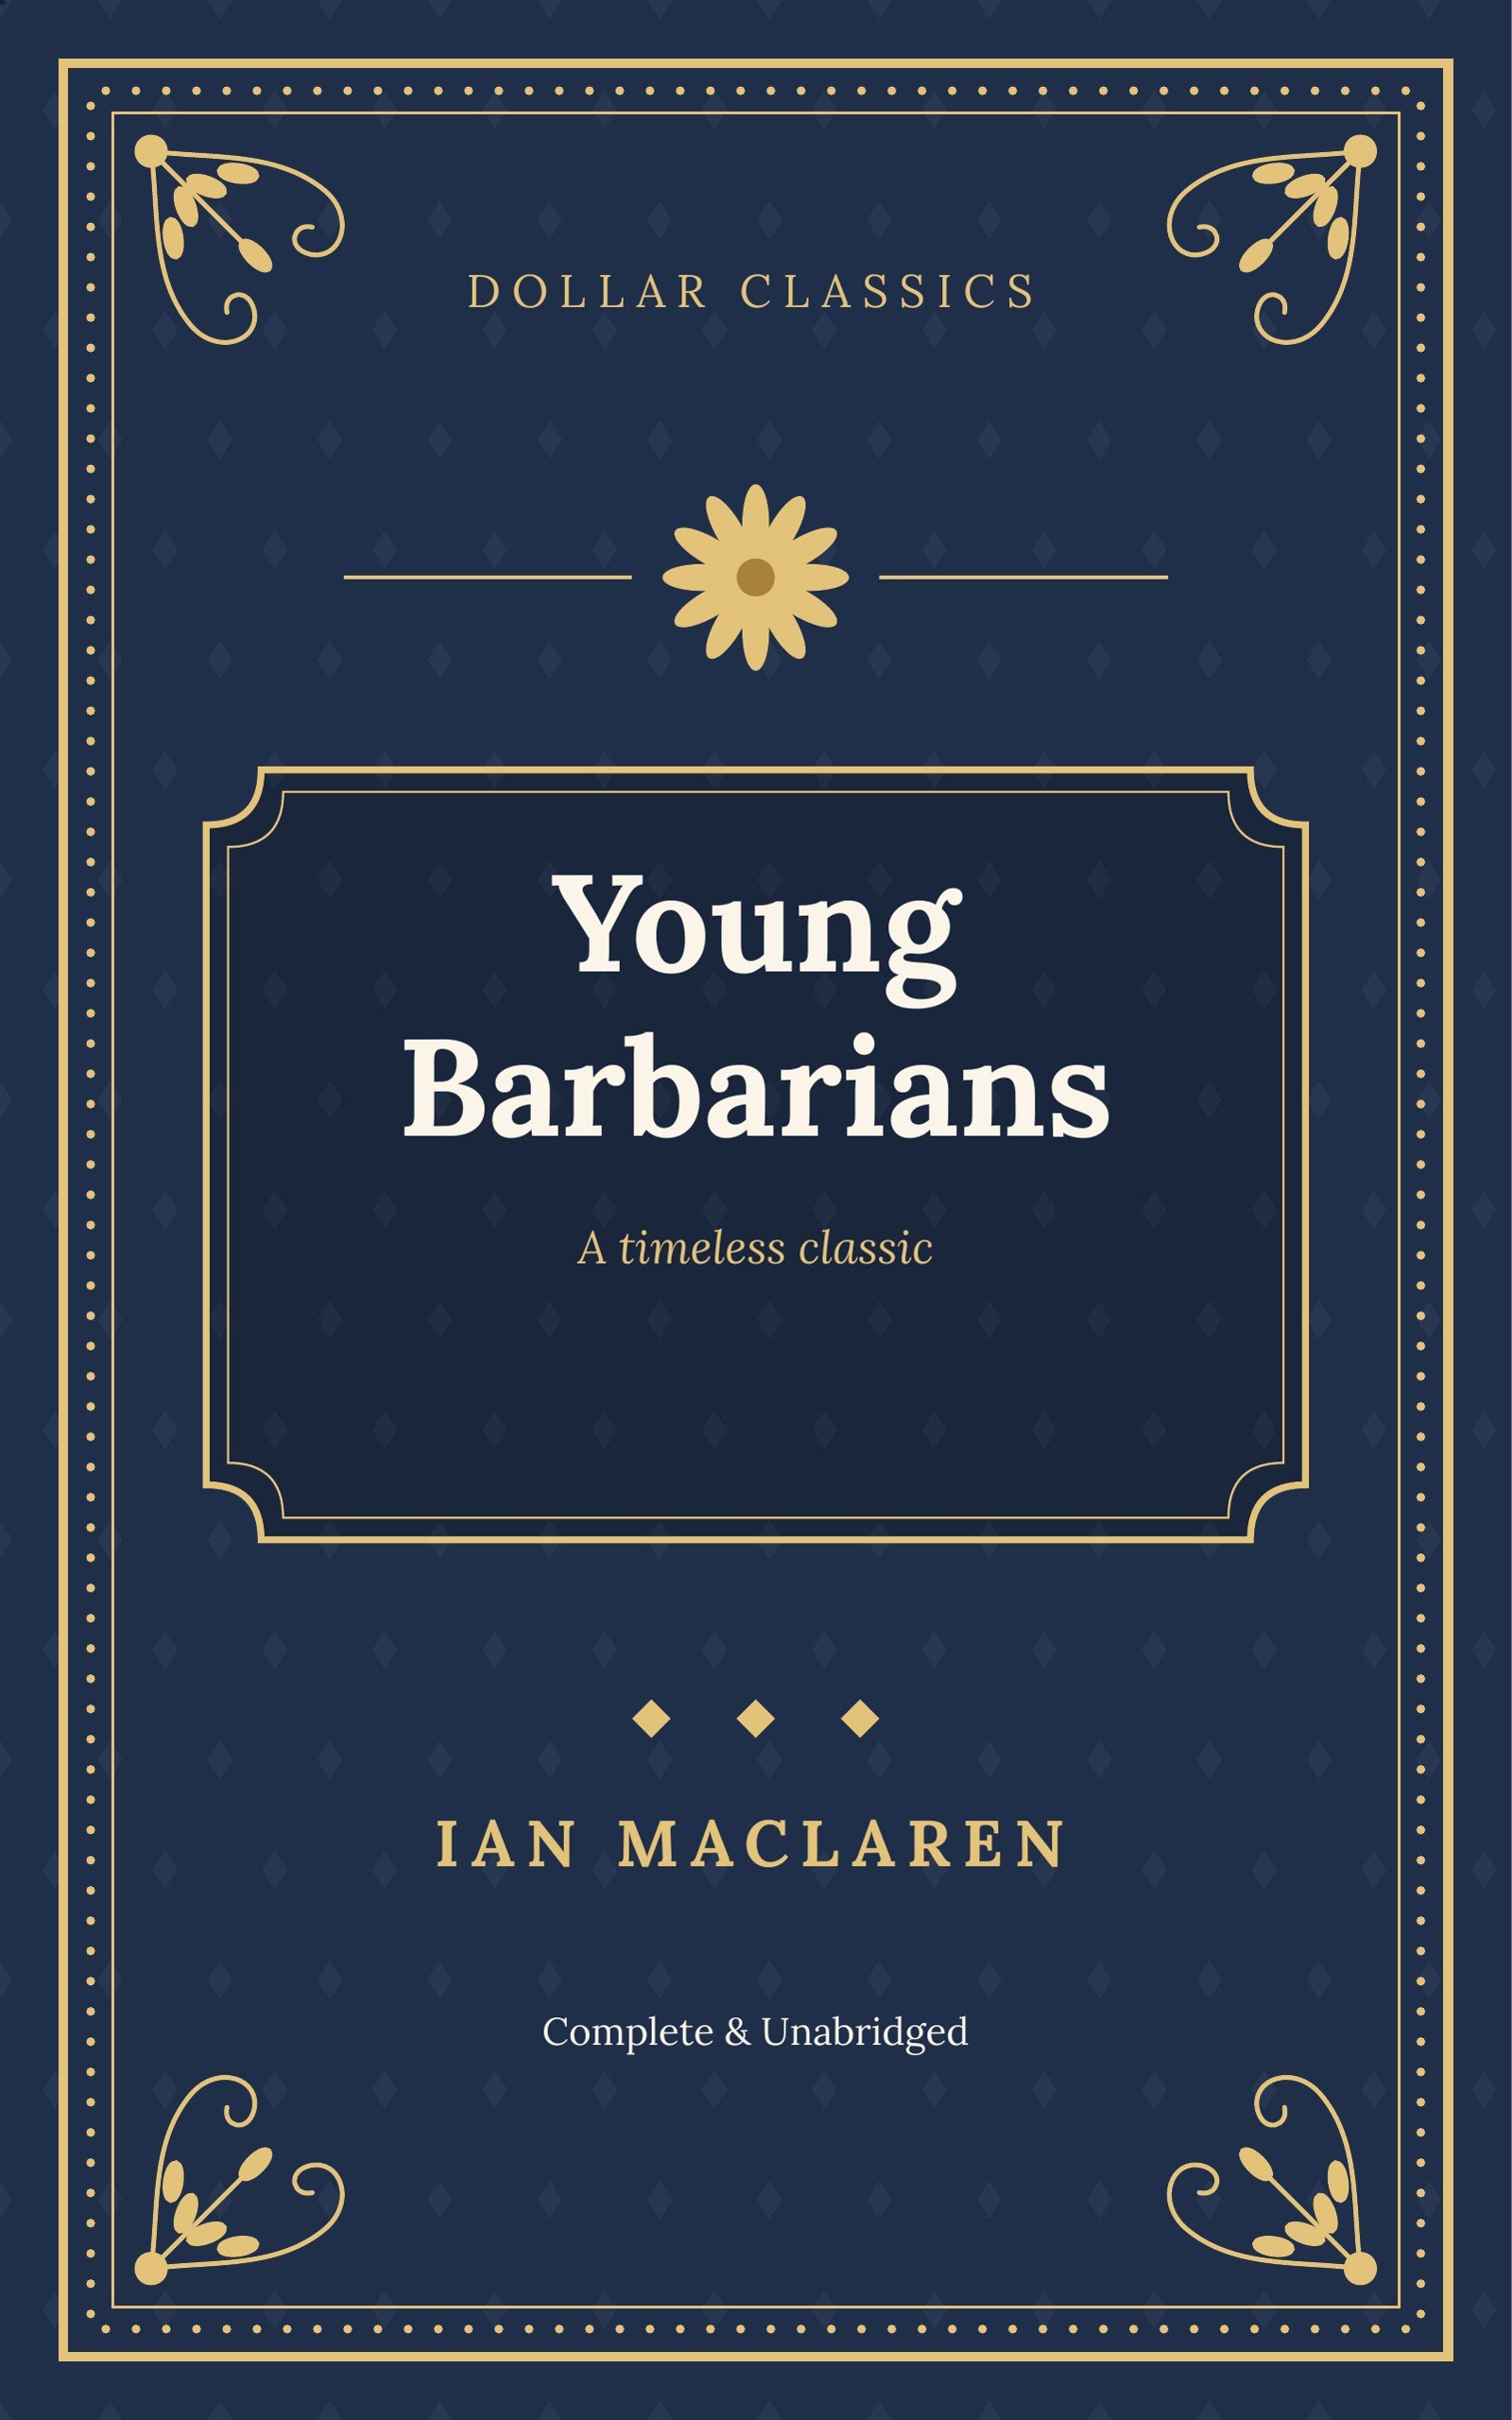 DOLLAR CLASSICS
Young
Barbarians
A timeless classic
IAN MACLAREN
Complete & Unabridged